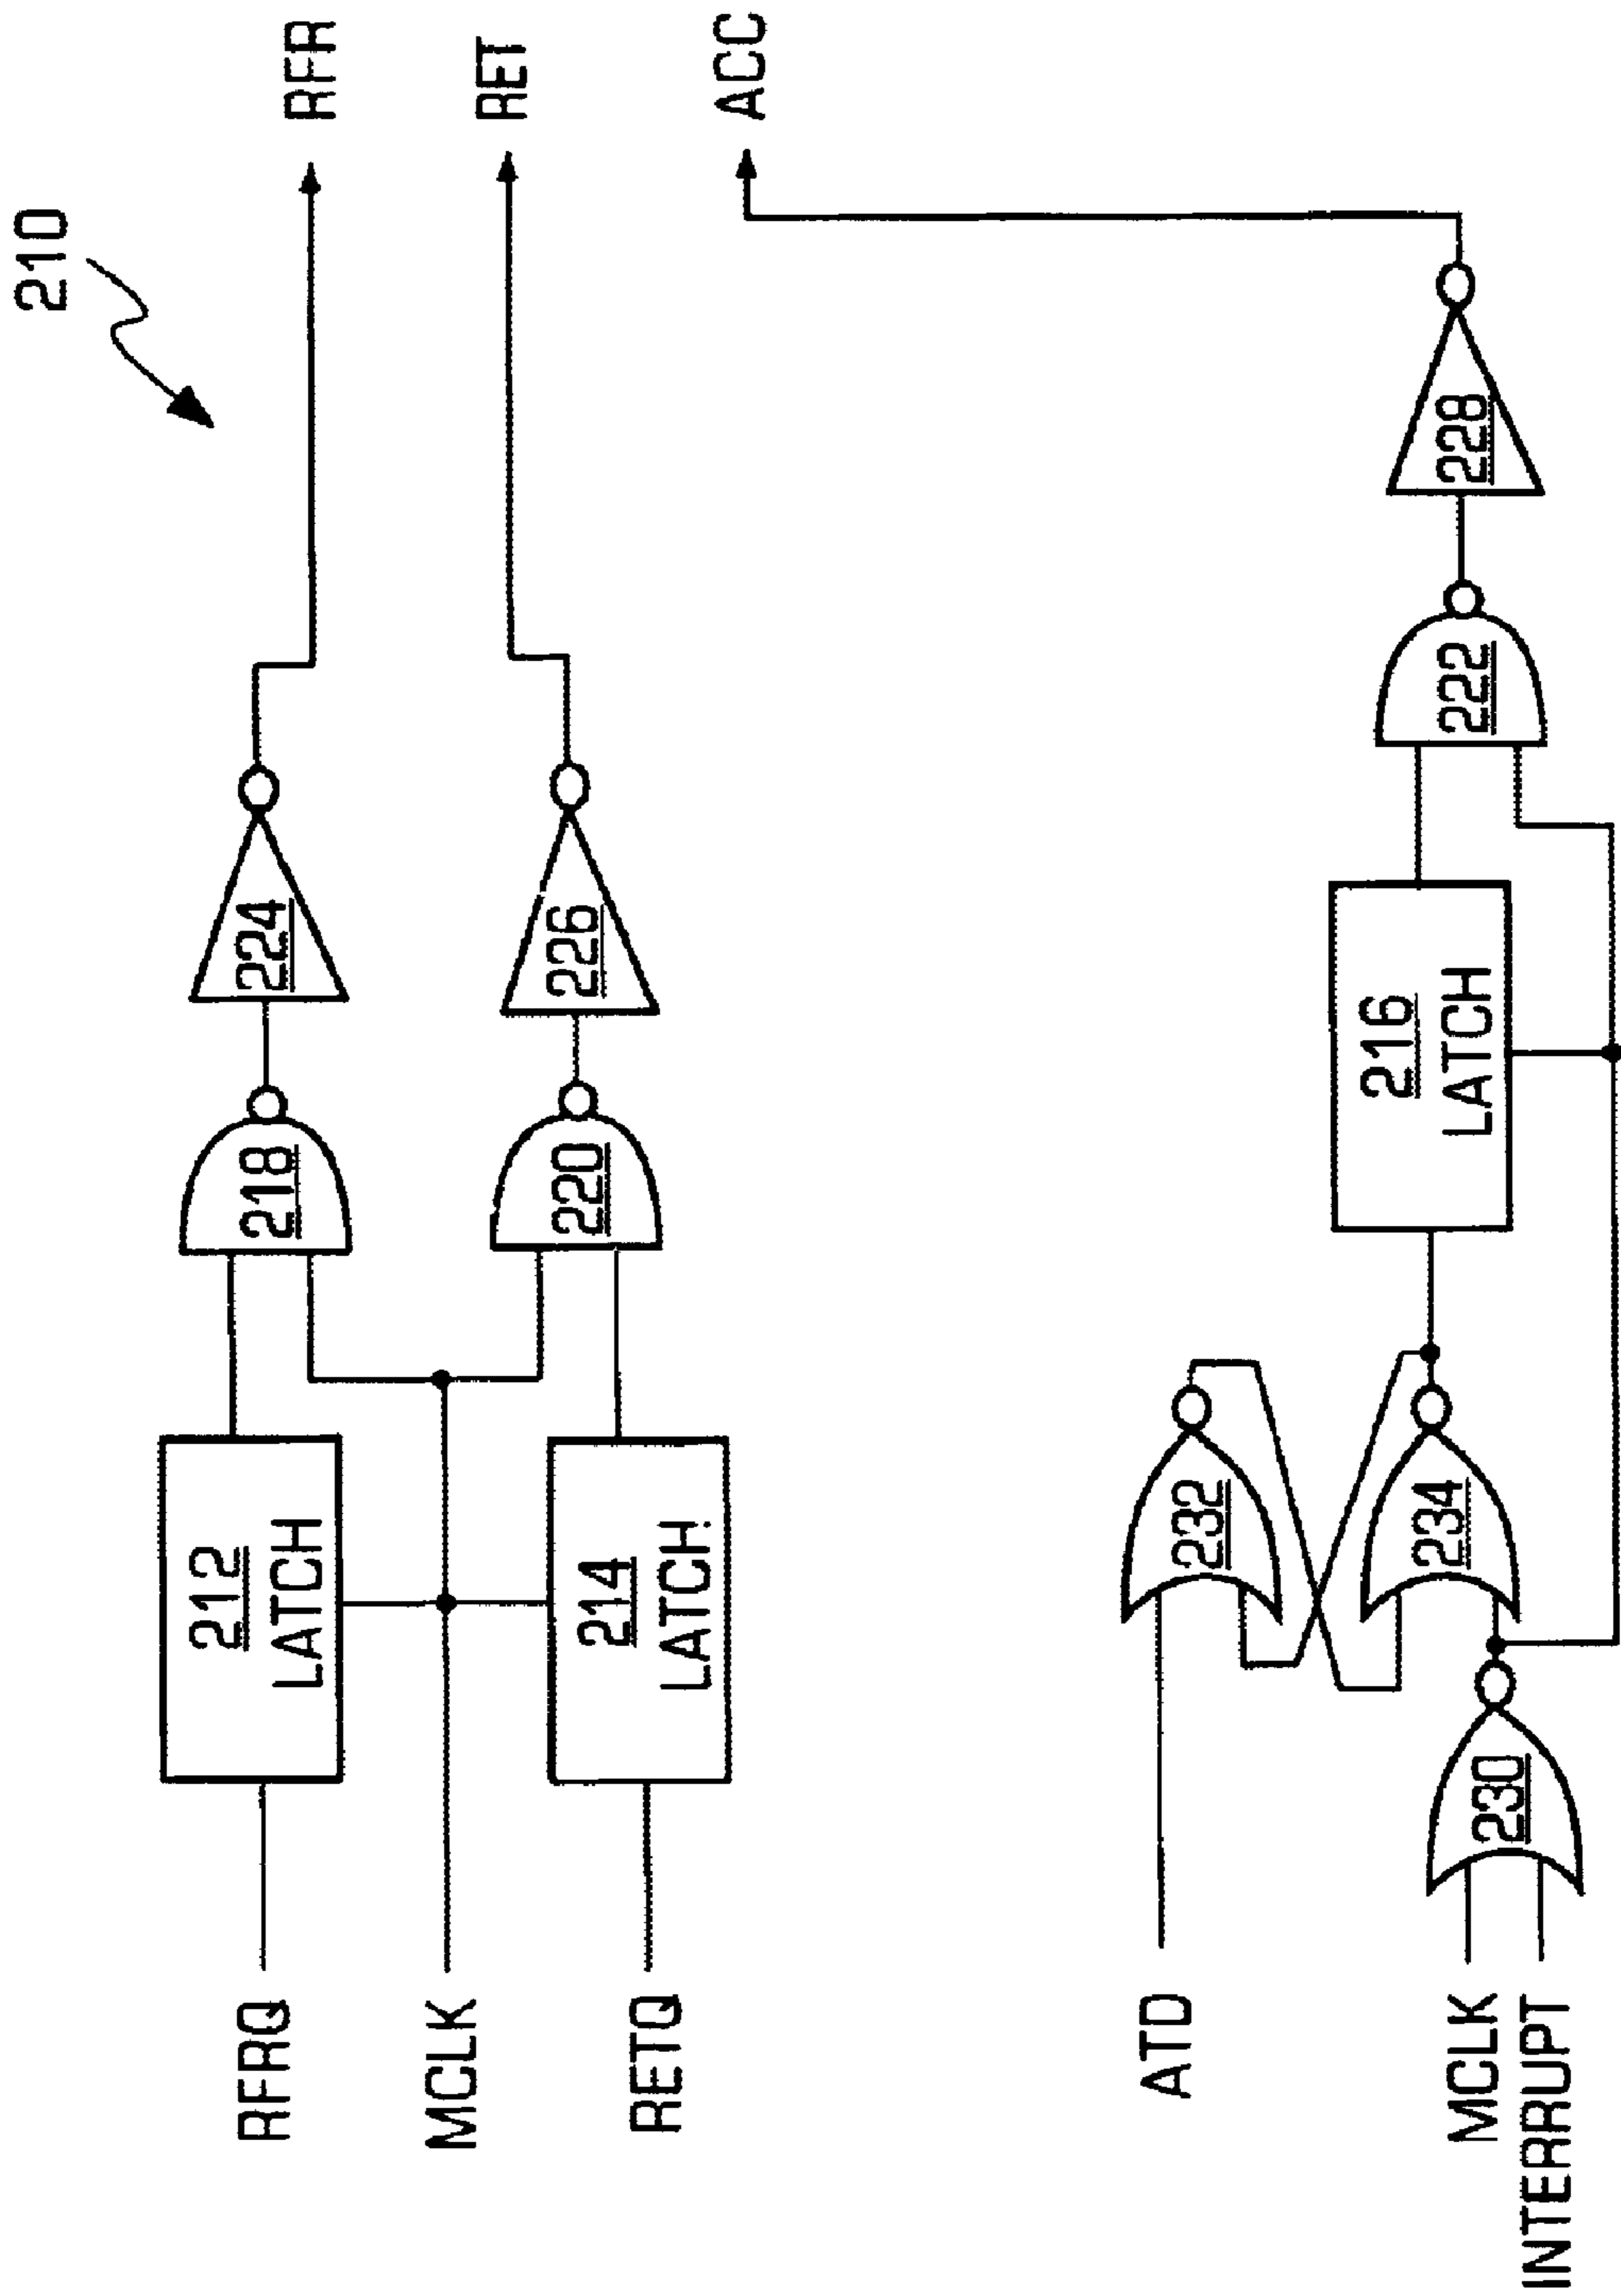 210
RFRQ
212
LATCH
218
224
RFR
MCLK
RETQ
214
LATCH
220
226
RET
ATD
232
MCLK
INTERRUPT
230
234
216
LATCH
222
228
ACC